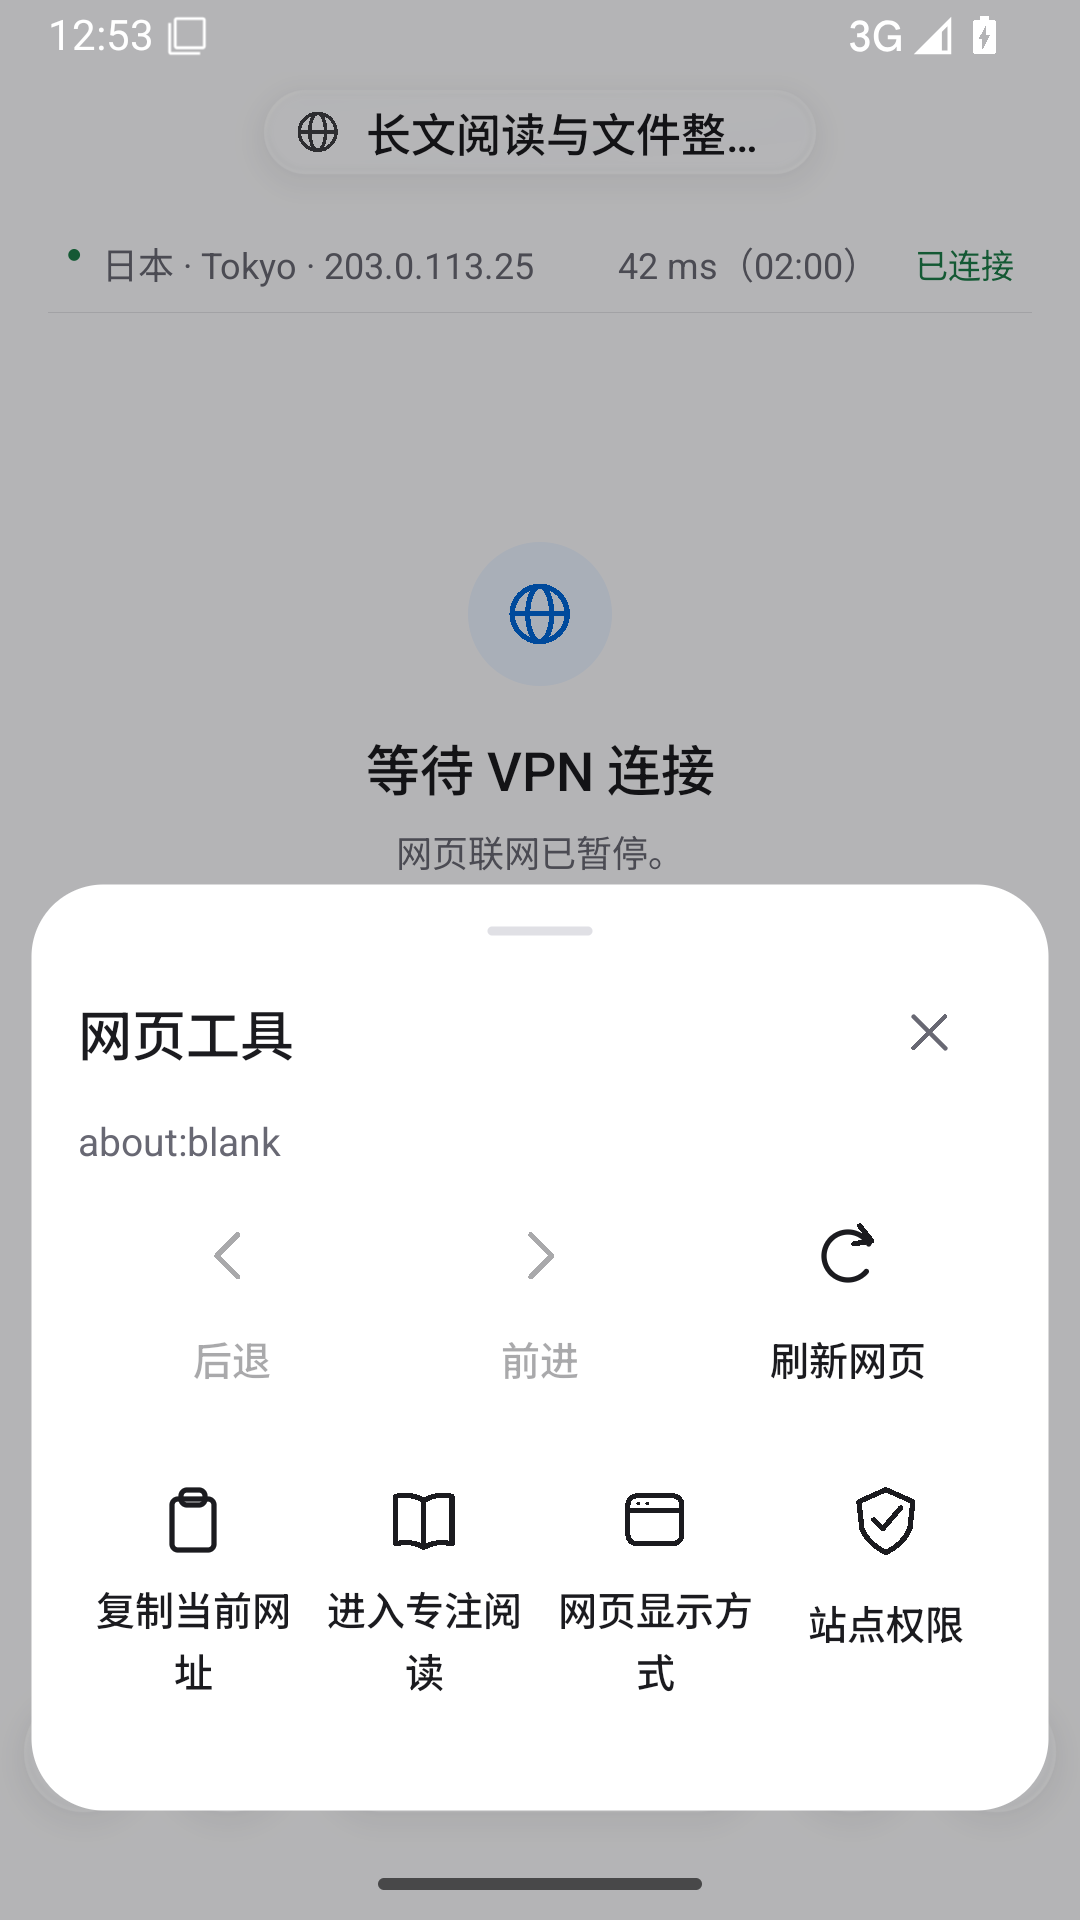 12:53 3G
长文阅读与文件整...
日本 · Tokyo · 203.0.113.25 42 ms（02:00） 已连接
等待 VPN 连接
网页联网已暂停。
网页工具
about:blank
后退 前进 刷新网页
复制当前网址 进入专注阅读 网页显示方式 站点权限